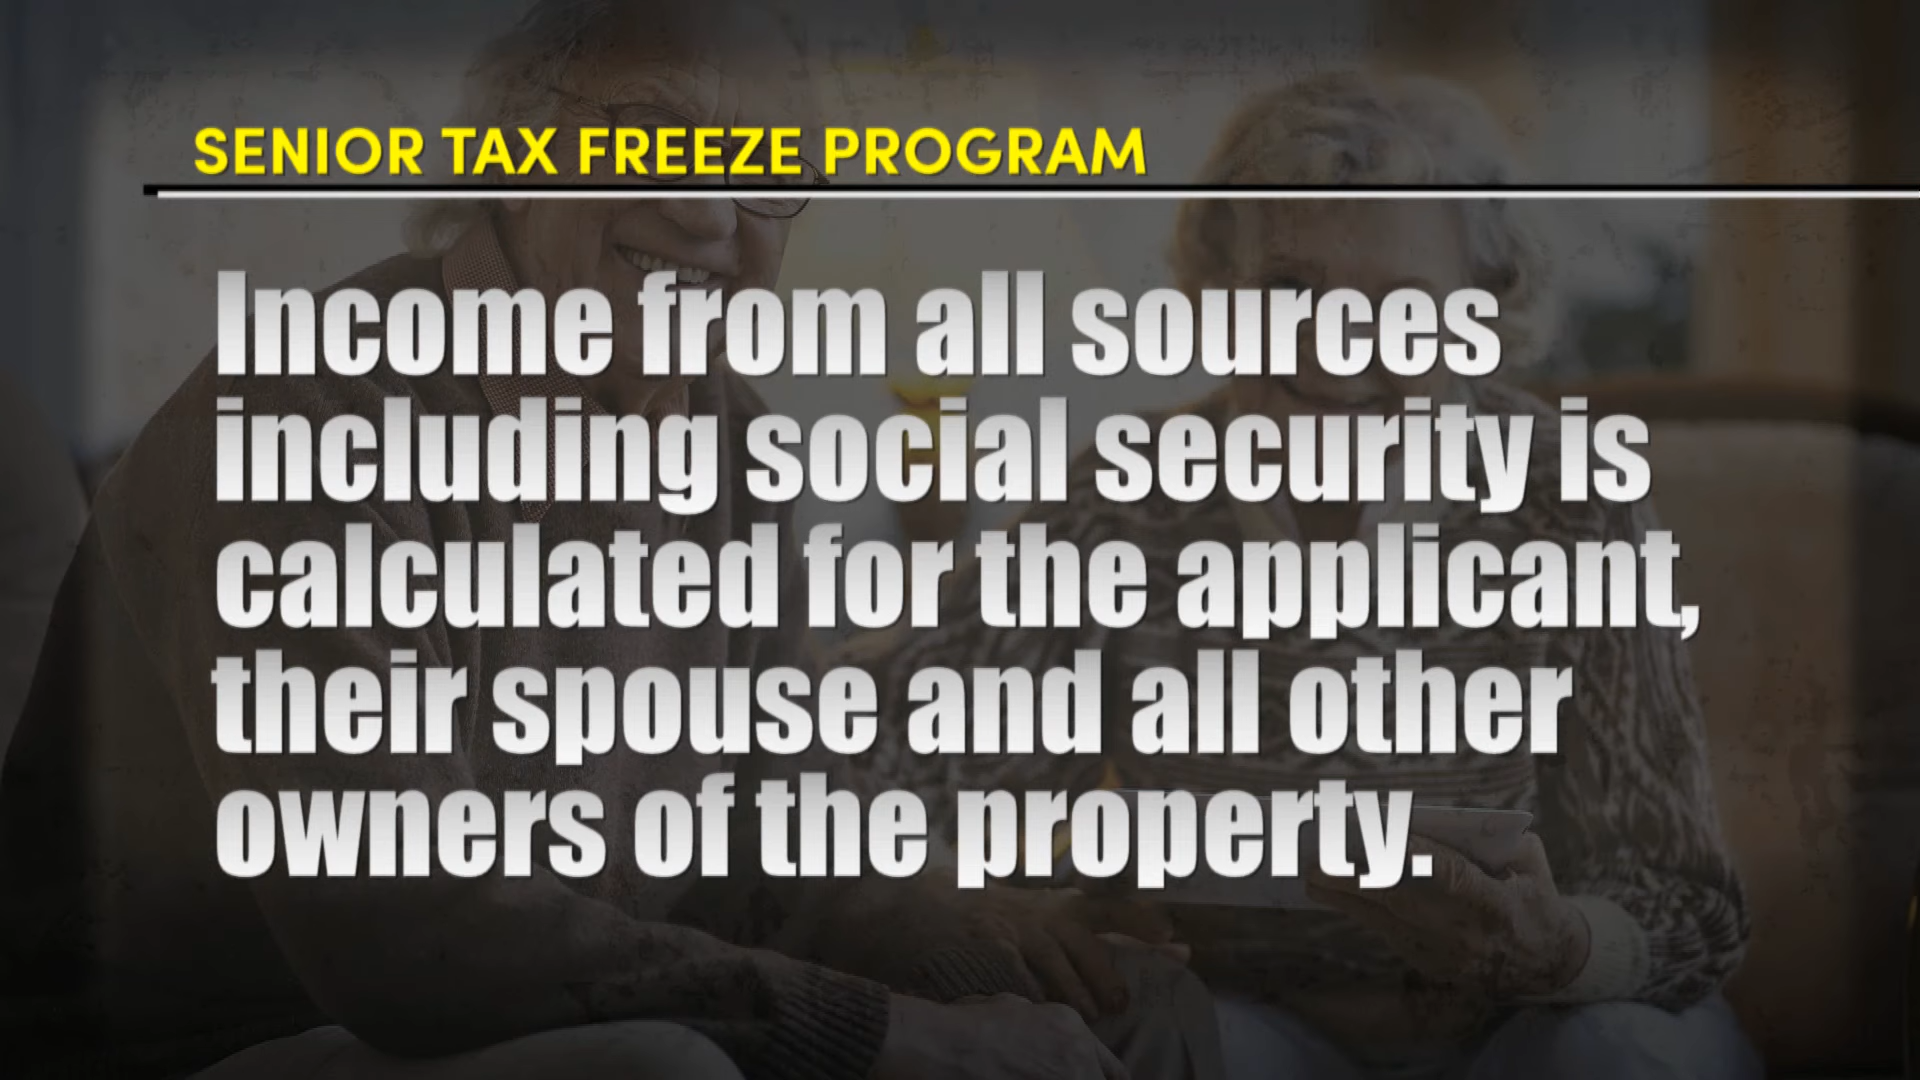 SENIOR TAX FREEZE PROGRAM
Income from all sources
including social security is
calculated for the applicant,
their spouse and all other
owners of the property.